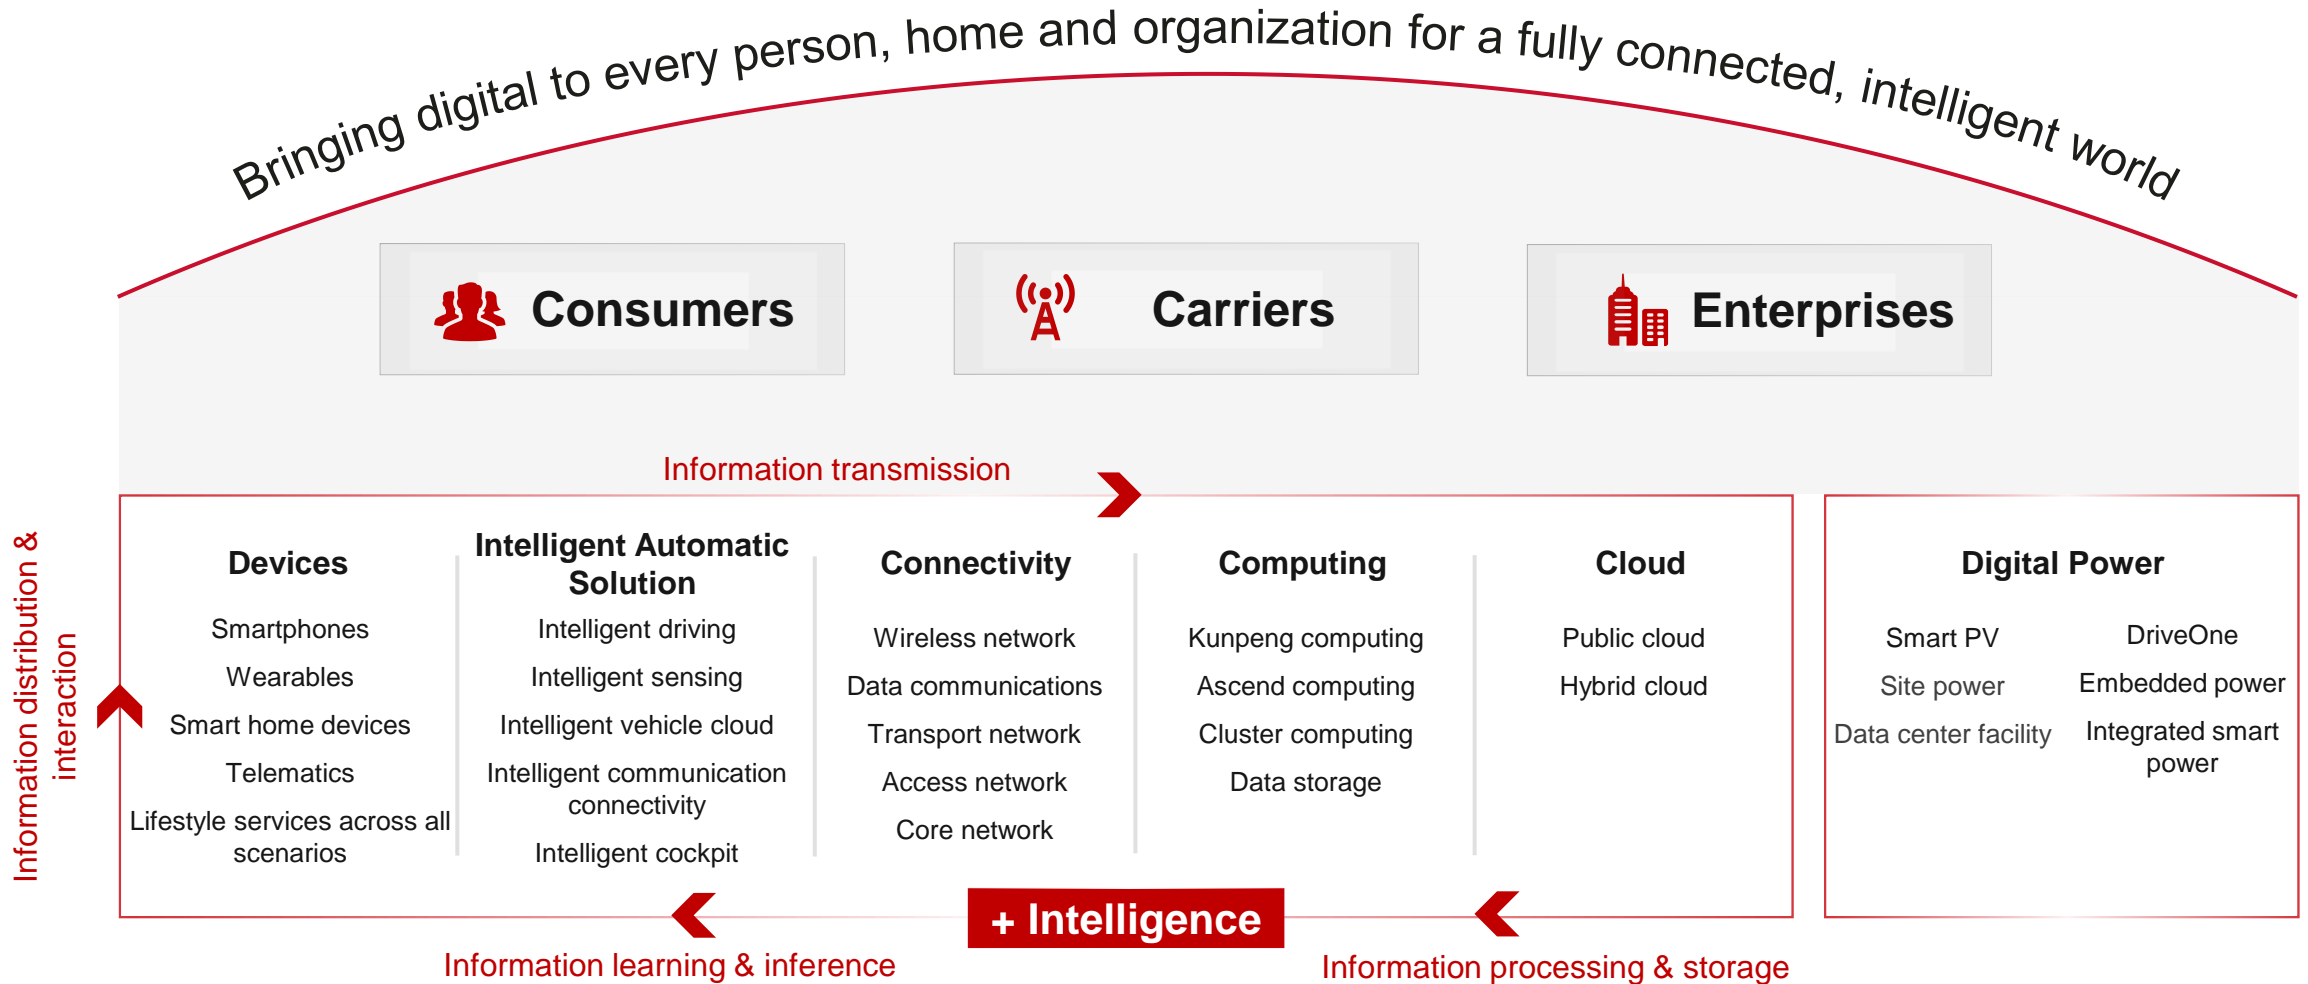 Bringing digital to every person, home and organization for a fully connected, intelligent world
Consumers
Carriers
Enterprises
Information transmission
Information distribution &
interaction
Devices
Smartphones
Wearables
Smart home devices
Telematics
Lifestyle services across all
scenarios
Intelligent Automatic
Solution
Intelligent driving
Intelligent sensing
Intelligent vehicle cloud
Intelligent communication
connectivity
Intelligent cockpit
Connectivity
Wireless network
Data communications
Transport network
Access network
Core network
Computing
Kunpeng computing
Ascend computing
Cluster computing
Data storage
Cloud
Public cloud
Hybrid cloud
Digital Power
Smart PV
Site power
Data center facility
DriveOne
Embedded power
Integrated smart
power
+ Intelligence
Information learning & inference
Information processing & storage